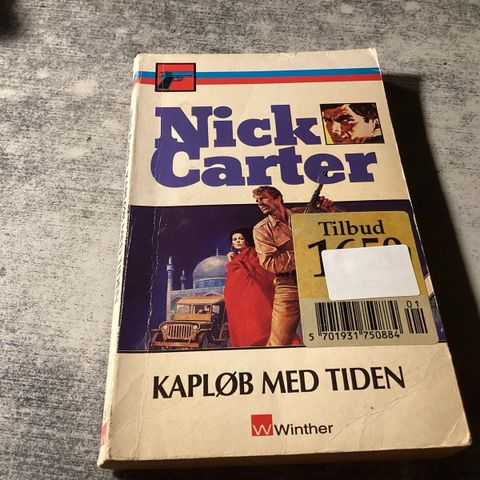 Nick
Carter
Tilbud
01
5 701931 750884
KAPLØB MED TIDEN
W Winther